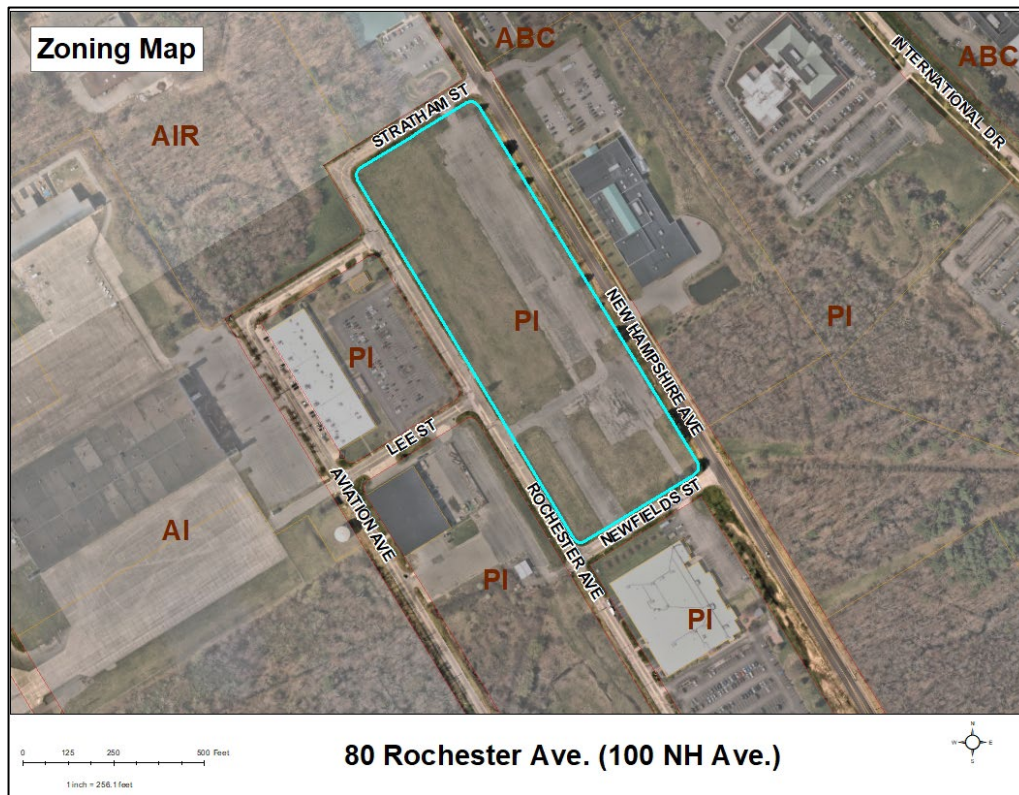 Zoning Map
ABC
ABC
INTERNATIONAL DR
AIR
STRATHAM ST
PI
NEW HAMPSHIRE AVE
PI
PI
LEE ST
AVIATION AVE
ROCHESTER AVE
NEWFIELDS ST
AI
PI
PI
0 125 250 500 Feet
1 inch = 256.1 feet
80 Rochester Ave. (100 NH Ave.)
N
W E
S